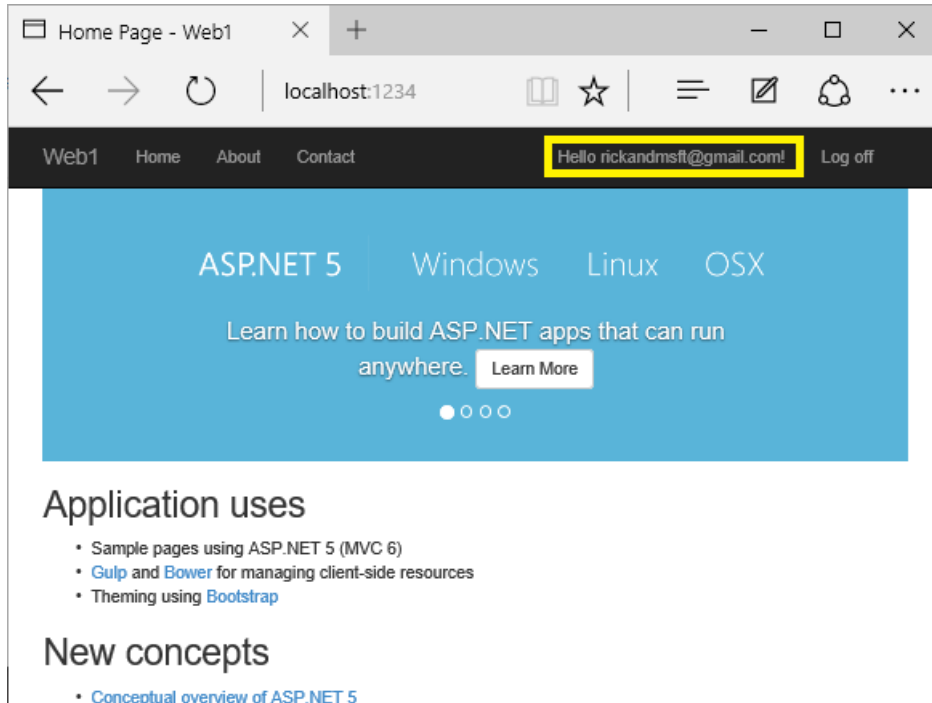 Home Page - Web1
localhost:1234
Web1 Home About Contact Hello rickandmsft@gmail.com! Log off
ASP.NET 5 Windows Linux OSX
Learn how to build ASP.NET apps that can run
anywhere. Learn More
Application uses
• Sample pages using ASP.NET 5 (MVC 6)
• Gulp and Bower for managing client-side resources
• Theming using Bootstrap
New concepts
• Conceptual overview of ASP.NET 5